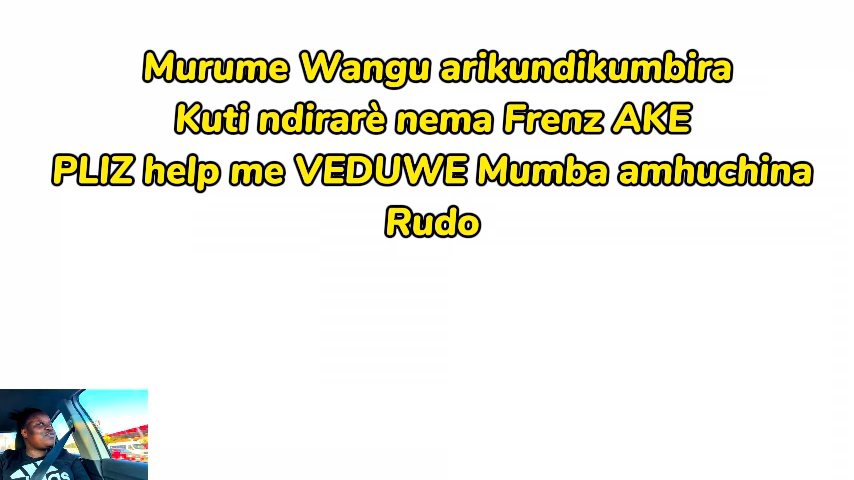 Murume Wangu arikundikumbira
Kuti ndirarè nema Frenz AKE
PLIZ help me VEDUWE Mumba amhuchina
Rudo